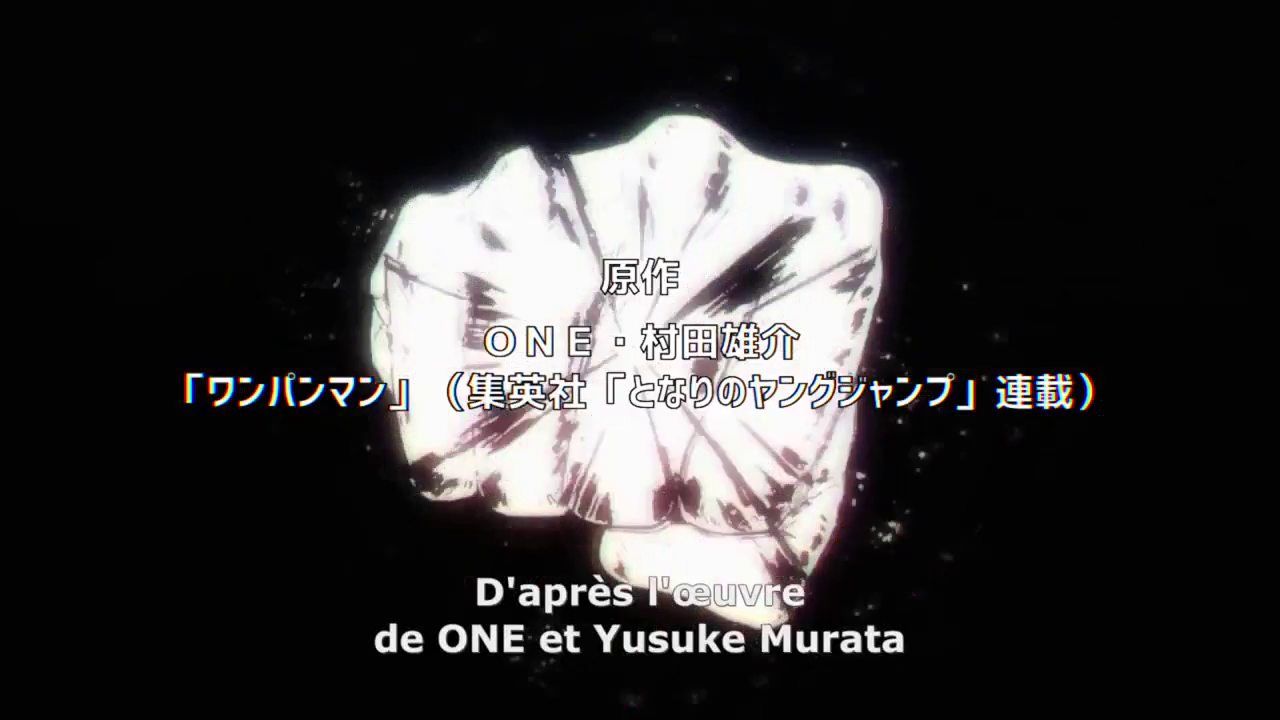 原作
ＯＮＥ・村田雄介
「ワンパンマン」（集英社「となりのヤングジャンプ」連載）
D'après l'œuvre
de ONE et Yusuke Murata